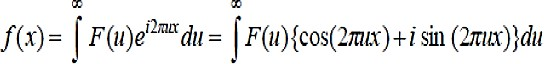 f(x) = ∫_∞^∞ F(u)e^{i2πux}du = ∫_∞^∞ F(u){cos(2πux)+i sin (2πux)}du